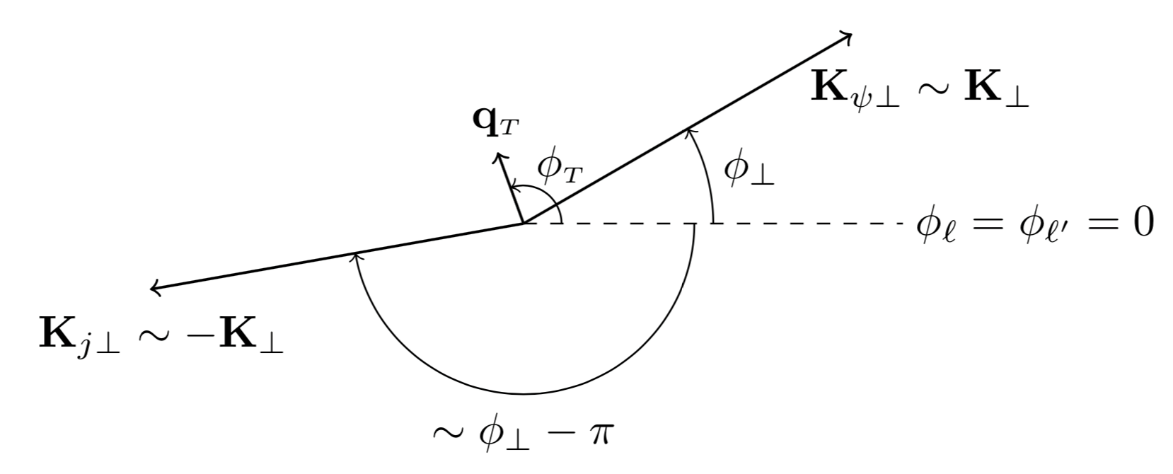 𝐊_{ψ⊥} ∼ 𝐊_⊥
𝐪_T
ϕ_T
ϕ_⊥
ϕ_ℓ = ϕ_{ℓ′} = 0
𝐊_{j⊥} ∼ −𝐊_⊥
∼ ϕ_⊥ − π